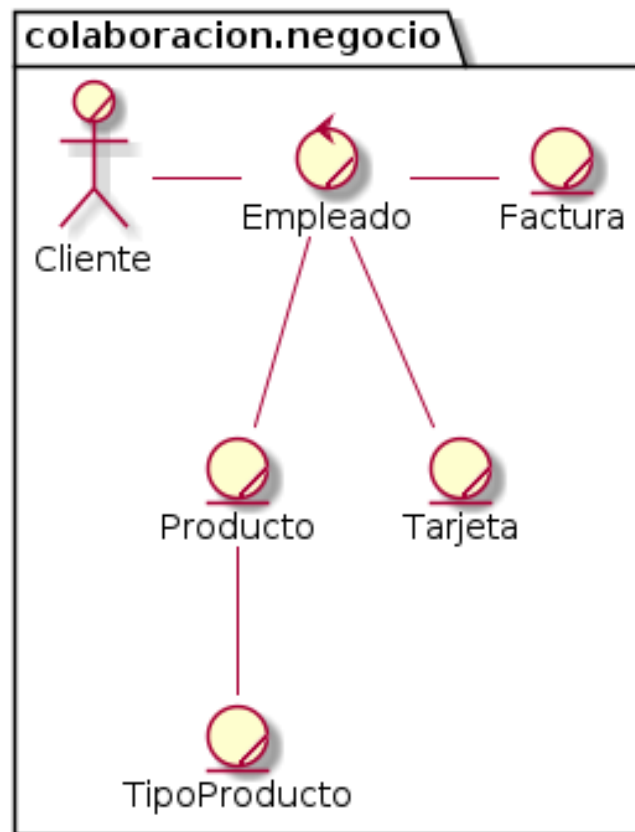 colaboracion.negocio
Cliente
Empleado
Factura
Producto
Tarjeta
TipoProducto